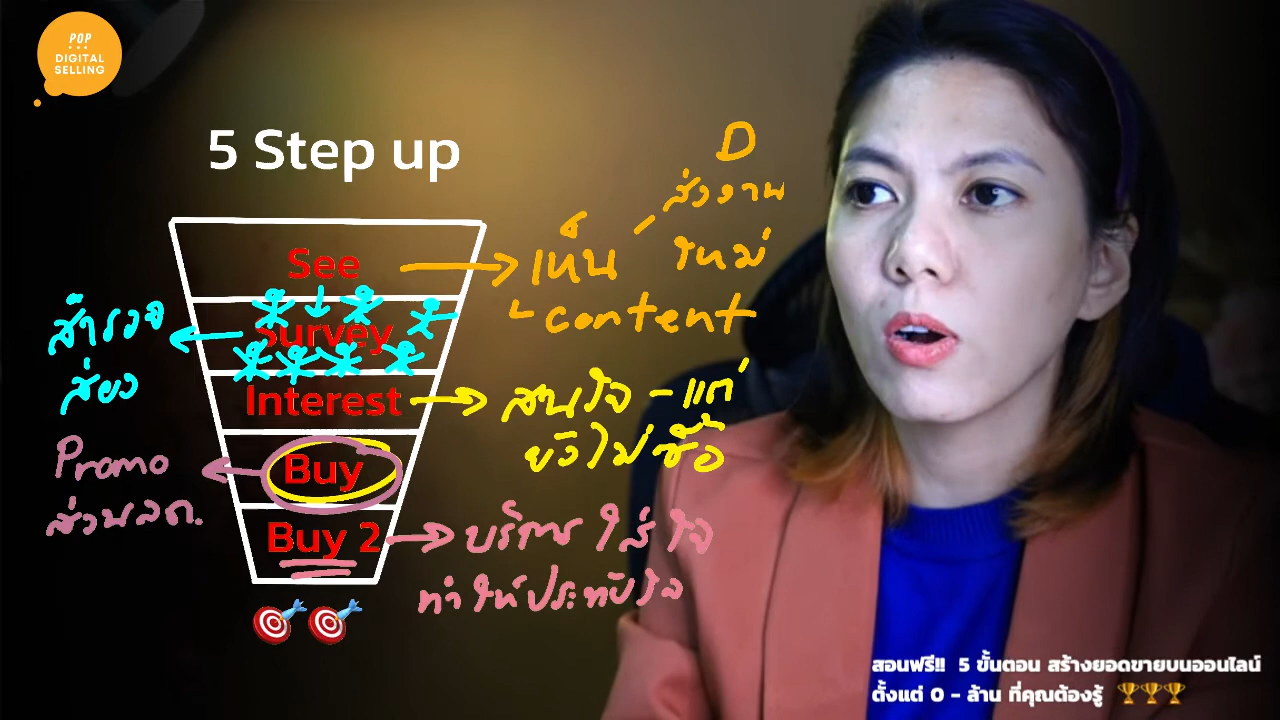 POP
DIGITAL
SELLING
5 Step up
See
Survey
Interest
Buy
Buy 2
D
ส่งงาน
เห็น ใหม่
content
สำรวจ
สนใจ - แต่
ยังไม่ซื้อ
Promo
ส่วนลด.
บริการ ใส่ใจ
ทำให้ประทับใจ
สอนฟรี!! 5 ขั้นตอน สร้างยอดขายบนออนไลน์
ตั้งแต่ 0 - ล้าน ที่คุณต้องรู้